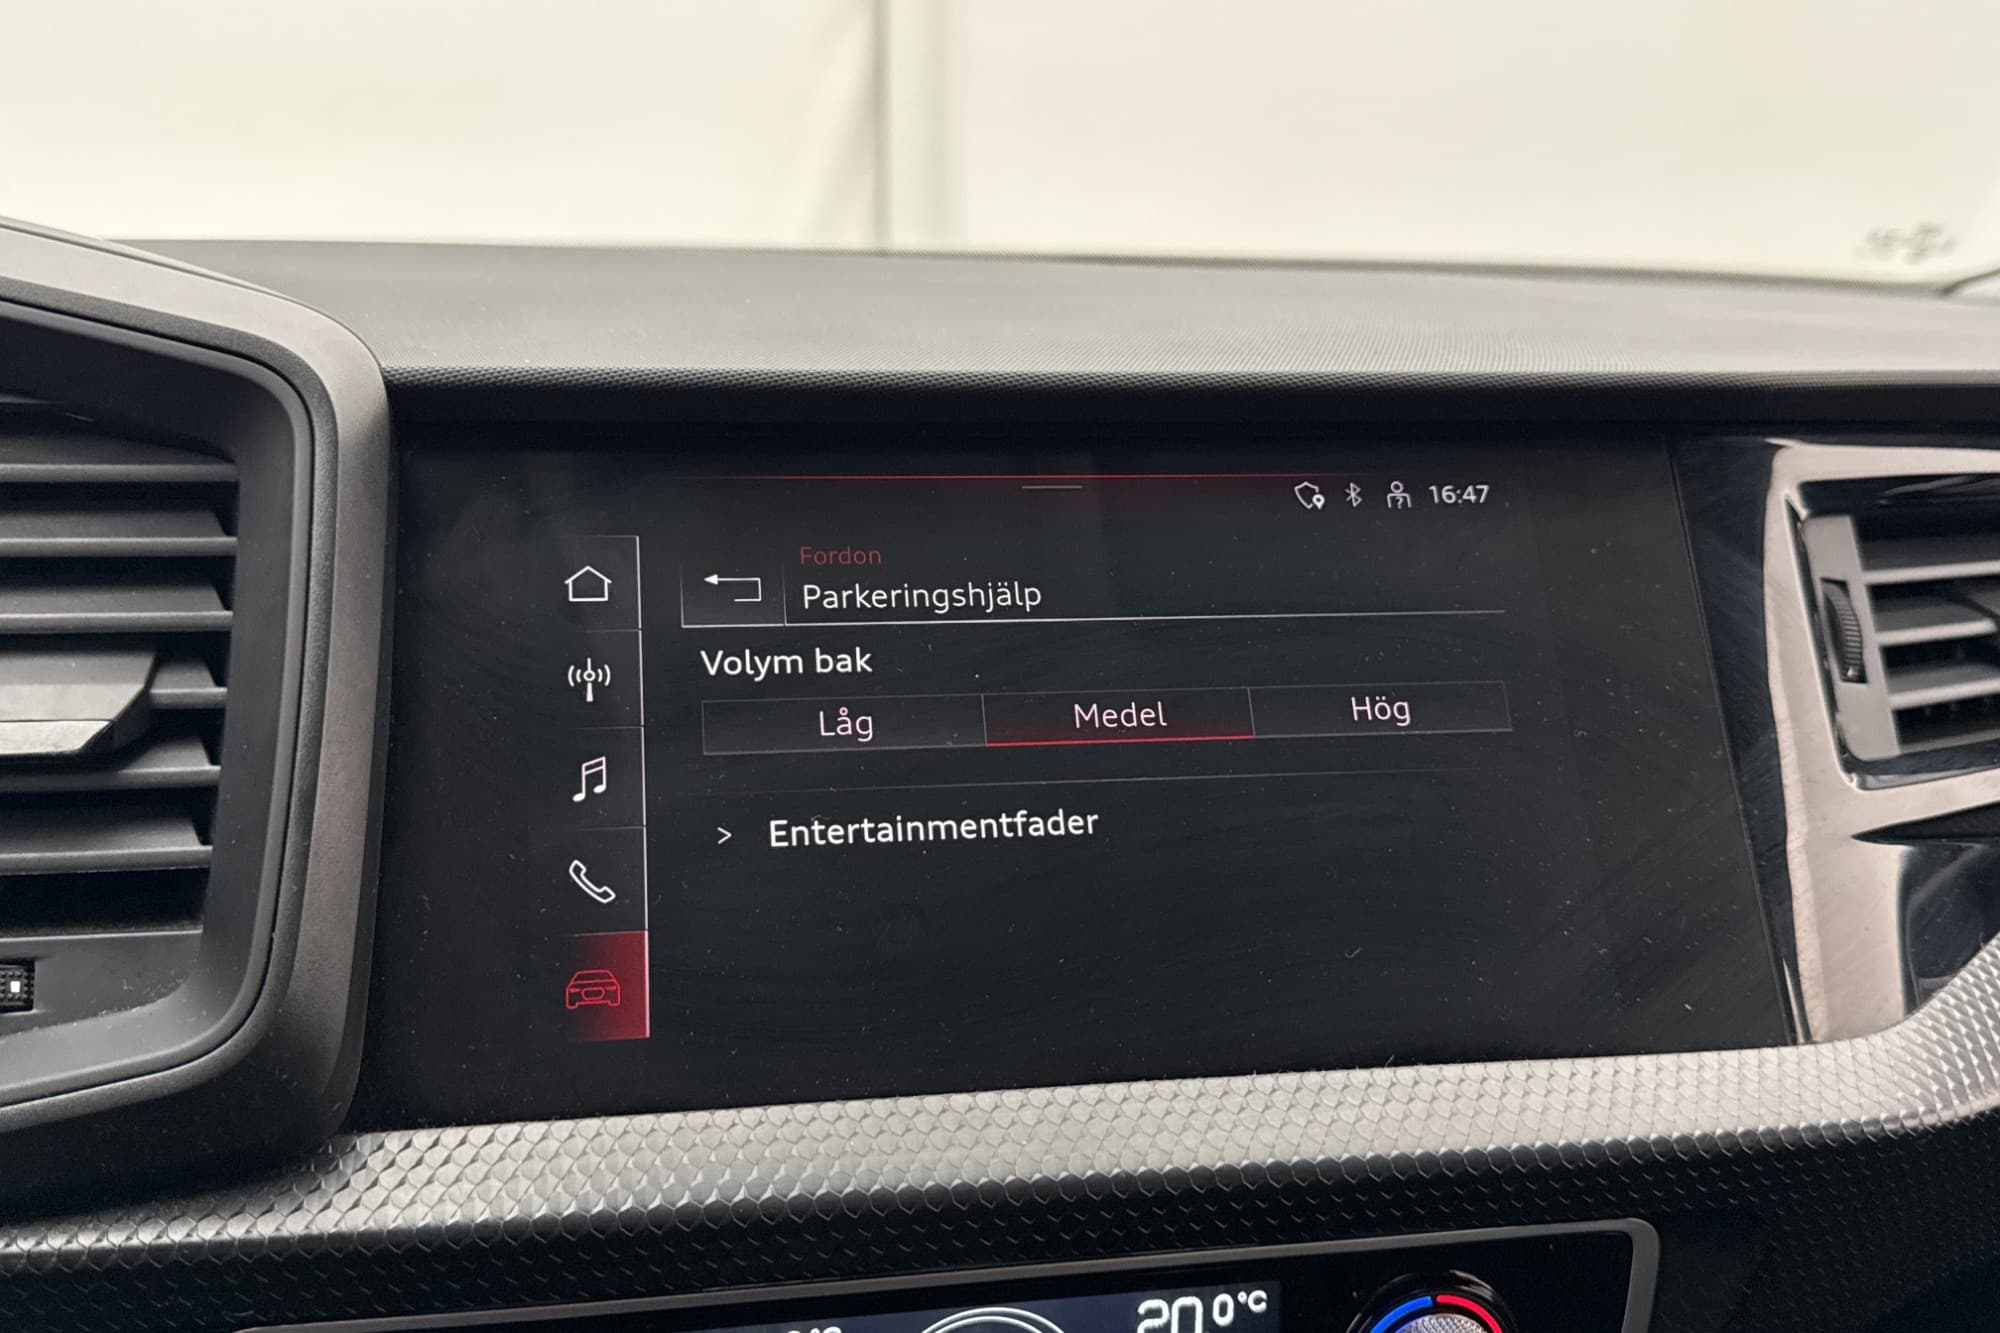 16:47
Fordon
Parkeringshjälp
Volym bak
Låg Medel Hög
> Entertainmentfader
20.0°C